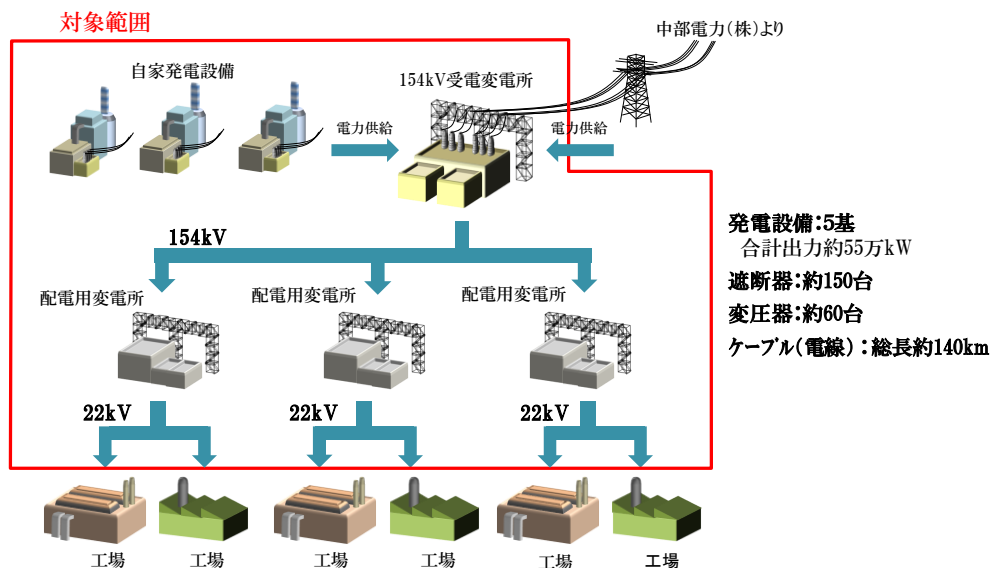 対象範囲
中部電力(株)より
自家発電設備
154kV受電変電所
電力供給
電力供給
154kV
配電用変電所
配電用変電所
配電用変電所
22kV
22kV
22kV
工場
工場
工場
工場
工場
工場
発電設備:5基
合計出力約55万kW
遮断器:約150台
変圧器:約60台
ケーブル(電線):総長約140km